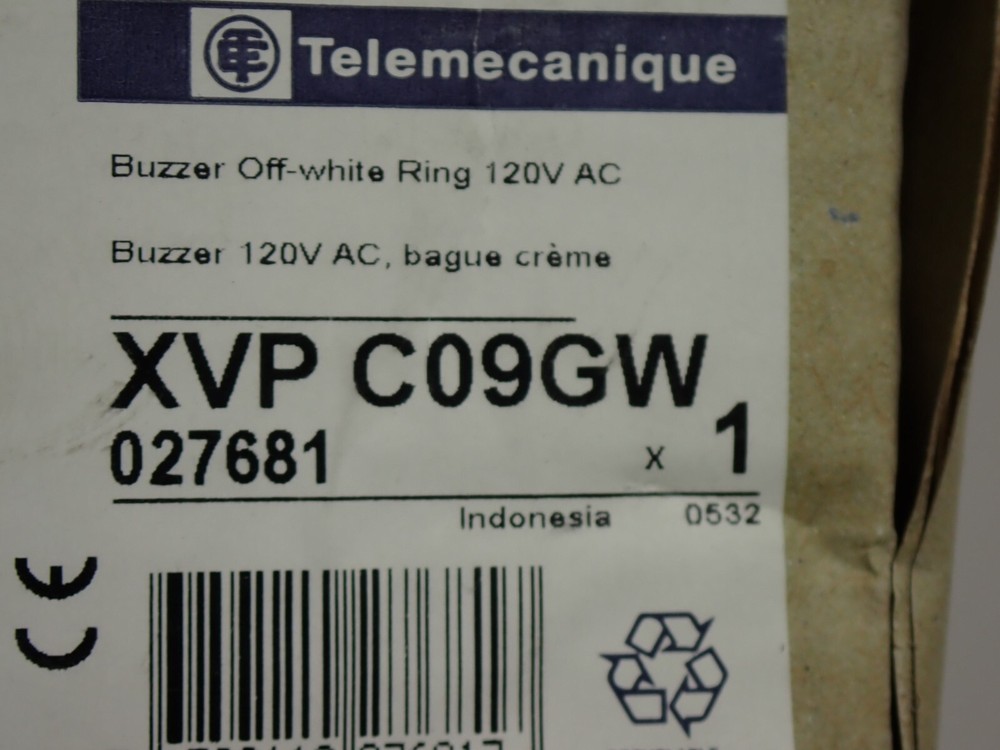 Telemecanique
Buzzer Off-white Ring 120V AC
Buzzer 120V AC, bague crème
XVP C09GW
027681 x 1
Indonesia 0532
CE